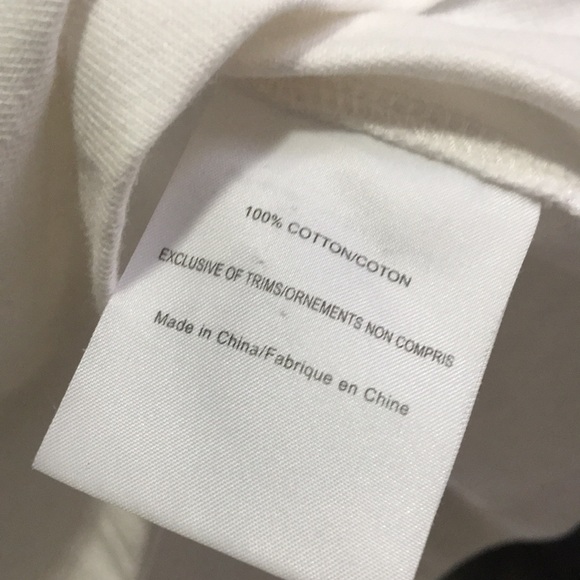 100% COTTON/COTON
EXCLUSIVE OF TRIMS/ORNEMENTS NON COMPRIS
Made in China/Fabrique en Chine